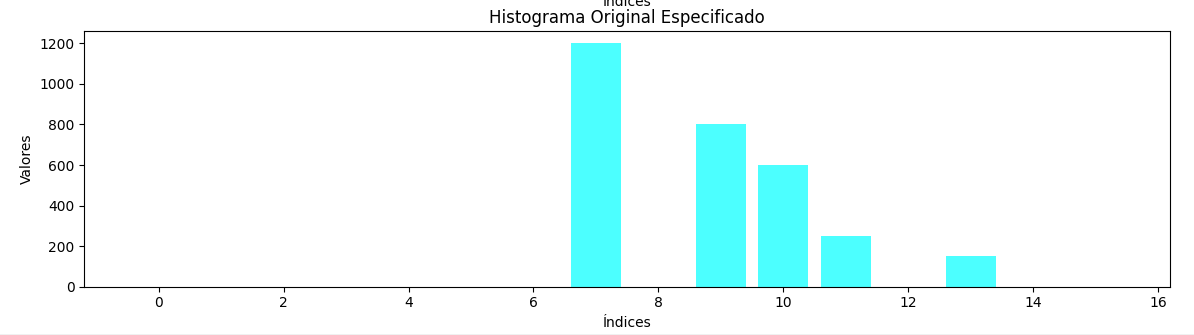 Índices
Histograma Original Especificado
1200
1000
800
600
400
200
0
Valores
0 2 4 6 8 10 12 14 16
Índices